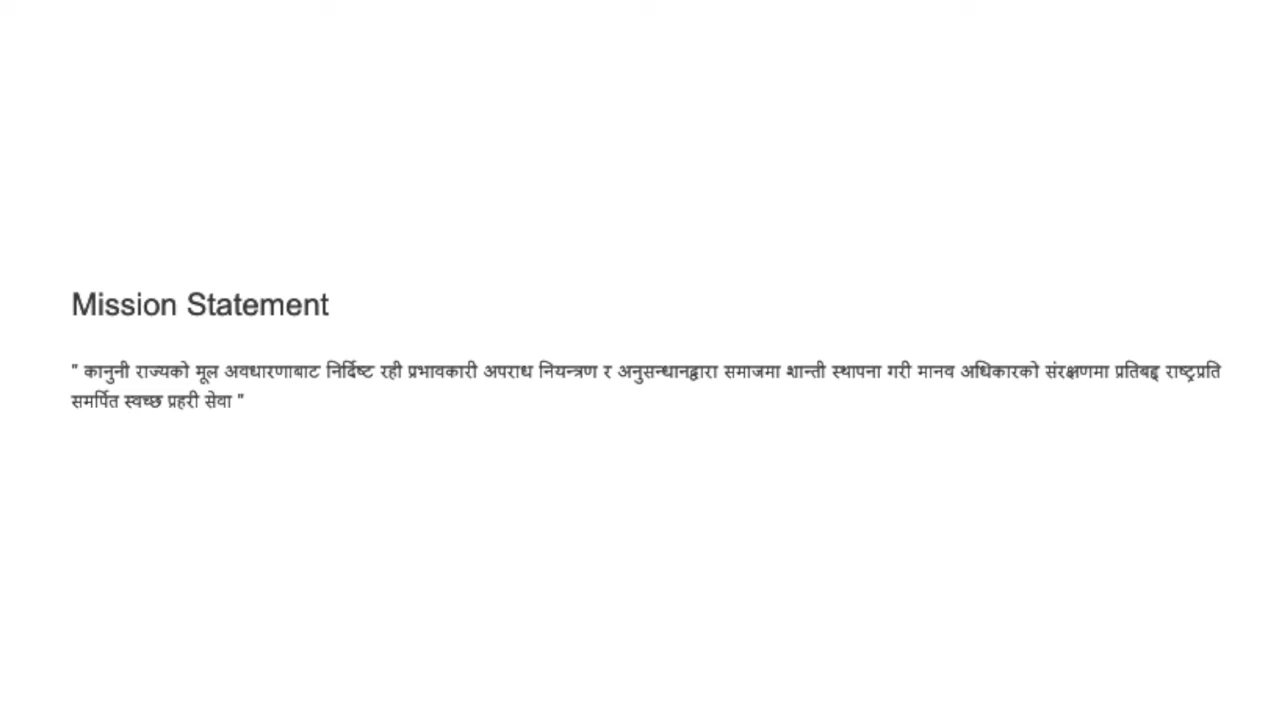 Mission Statement
" कानुनी राज्यको मूल अवधारणाबाट निर्दिष्ट रही प्रभावकारी अपराध नियन्त्रण र अनुसन्धानद्वारा समाजमा शान्ती स्थापना गरी मानव अधिकारको संरक्षणमा प्रतिबद्द राष्ट्रप्रति
समर्पित स्वच्छ प्रहरी सेवा "